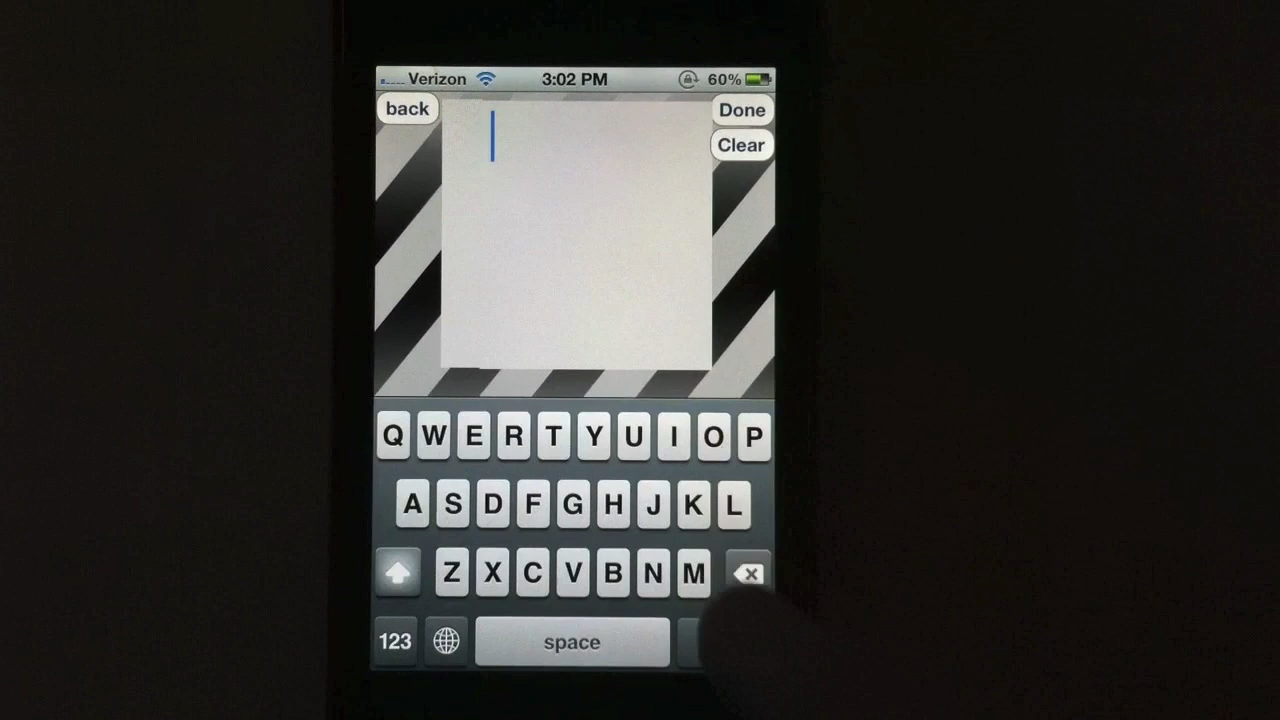 Verizon 3:02 PM 60%
back Done
Clear
Q W E R T Y U I O P
A S D F G H J K L
Z X C V B N M
123 space